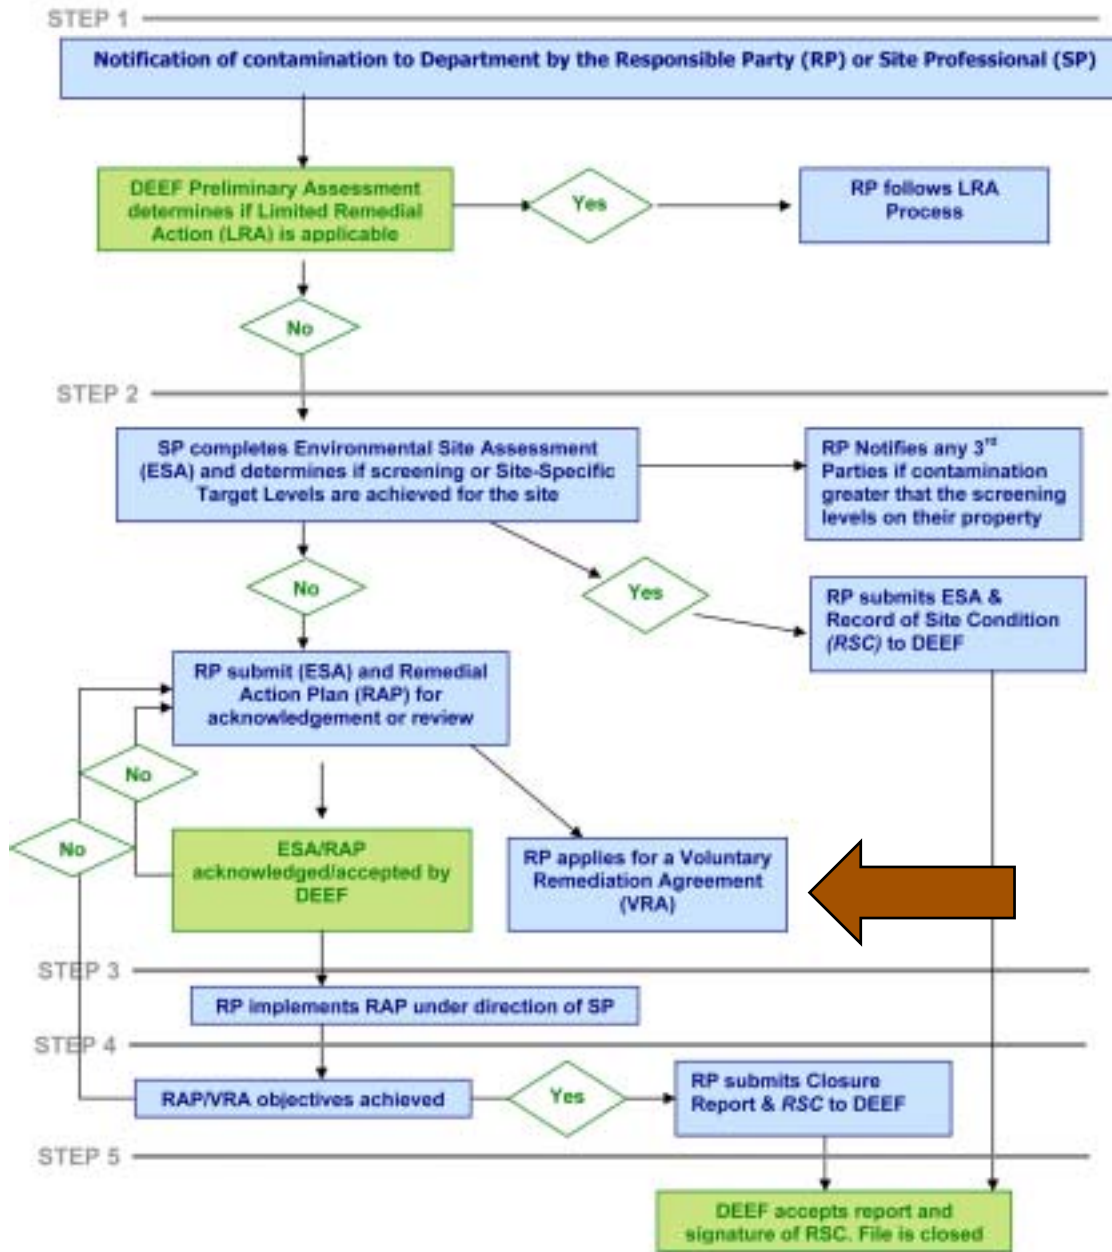 STEP 1
Notification of contamination to Department by the Responsible Party (RP) or Site Professional (SP)
DEEF Preliminary Assessment
determines if Limited Remedial
Action (LRA) is applicable
Yes
RP follows LRA
Process
No
STEP 2
SP completes Environmental Site Assessment
(ESA) and determines if screening or Site-Specific
Target Levels are achieved for the site
RP Notifies any 3rd
Parties if contamination
greater that the screening
levels on their property
No
Yes
RP submits ESA &
Record of Site Condition
(RSC) to DEEF
RP submit (ESA) and Remedial
Action Plan (RAP) for
acknowledgement or review
No
No
ESA/RAP
acknowledged/accepted by
DEEF
RP applies for a Voluntary
Remediation Agreement
(VRA)
STEP 3
RP implements RAP under direction of SP
STEP 4
RAP/VRA objectives achieved
Yes
RP submits Closure
Report & RSC to DEEF
STEP 5
DEEF accepts report and
signature of RSC. File is closed